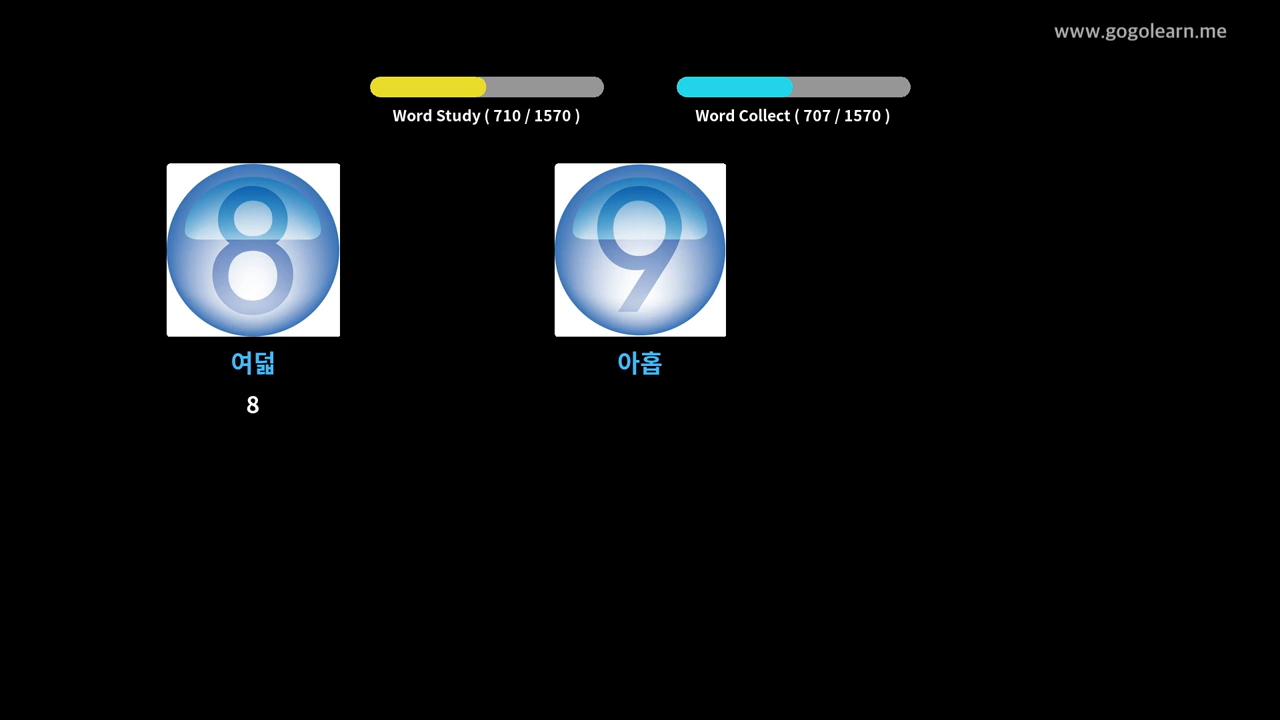 www.gogolearn.me
Word Study ( 710 / 1570 )
Word Collect ( 707 / 1570 )
8
9
여덟
아홉
8